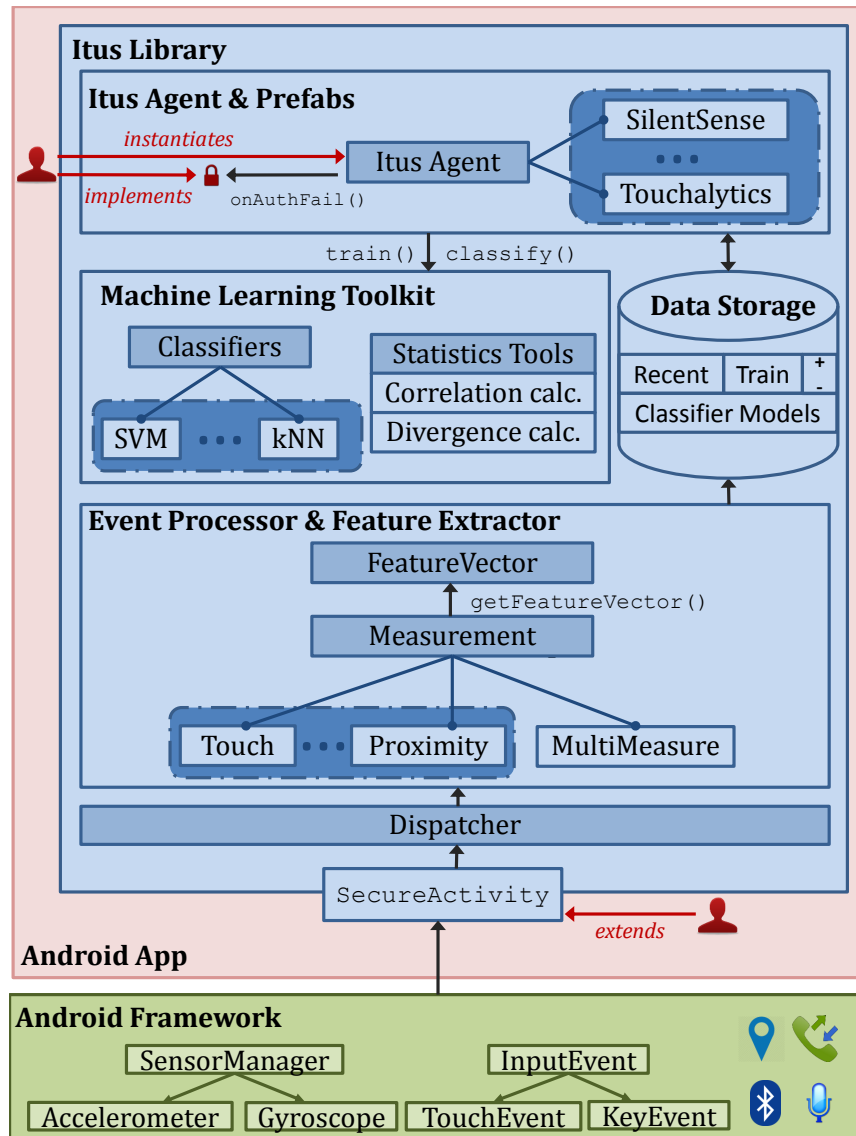 Itus Library
Itus Agent & Prefabs
SilentSense
instantiates
Itus Agent
implements
onAuthFail()
Touchalytics
train() classify()
Machine Learning Toolkit
Data Storage
Classifiers
Statistics Tools
Recent Train + -
Correlation calc.
Classifier Models
SVM kNN
Divergence calc.
Event Processor & Feature Extractor
FeatureVector
getFeatureVector()
Measurement
Touch Proximity MultiMeasure
Dispatcher
SecureActivity
extends
Android App
Android Framework
SensorManager InputEvent
Accelerometer Gyroscope TouchEvent KeyEvent